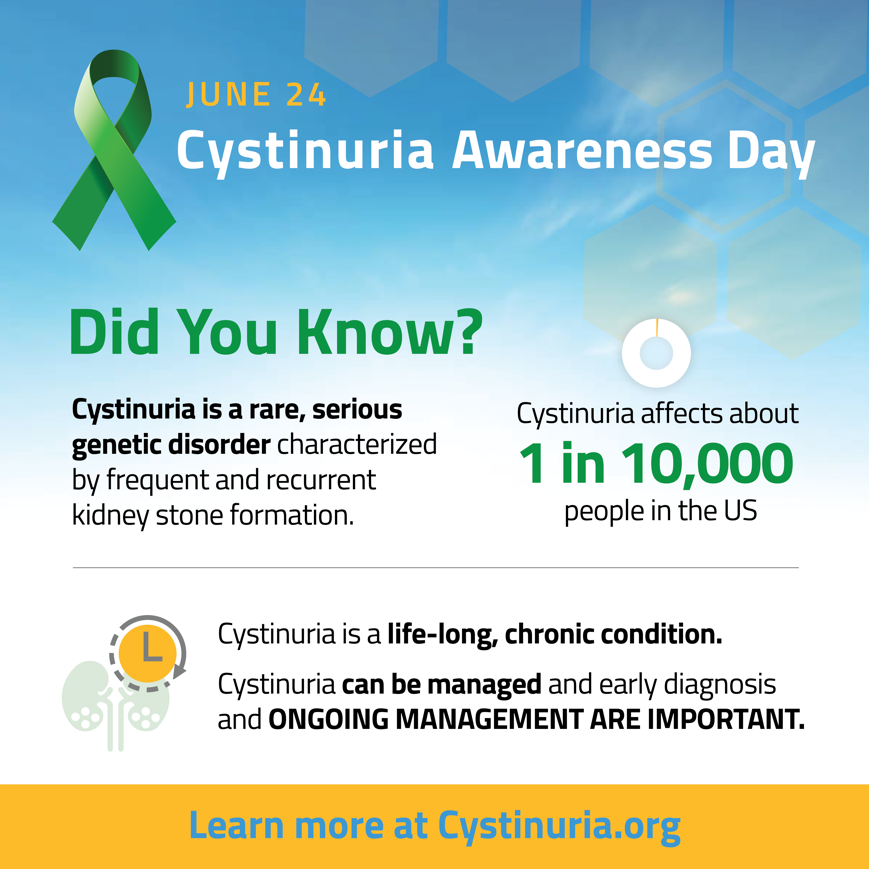 JUNE 24
Cystinuria Awareness Day
Did You Know?
Cystinuria is a rare, serious
genetic disorder characterized
by frequent and recurrent
kidney stone formation.
Cystinuria affects about
1 in 10,000
people in the US
Cystinuria is a life-long, chronic condition.
Cystinuria can be managed and early diagnosis
and ONGOING MANAGEMENT ARE IMPORTANT.
Learn more at Cystinuria.org